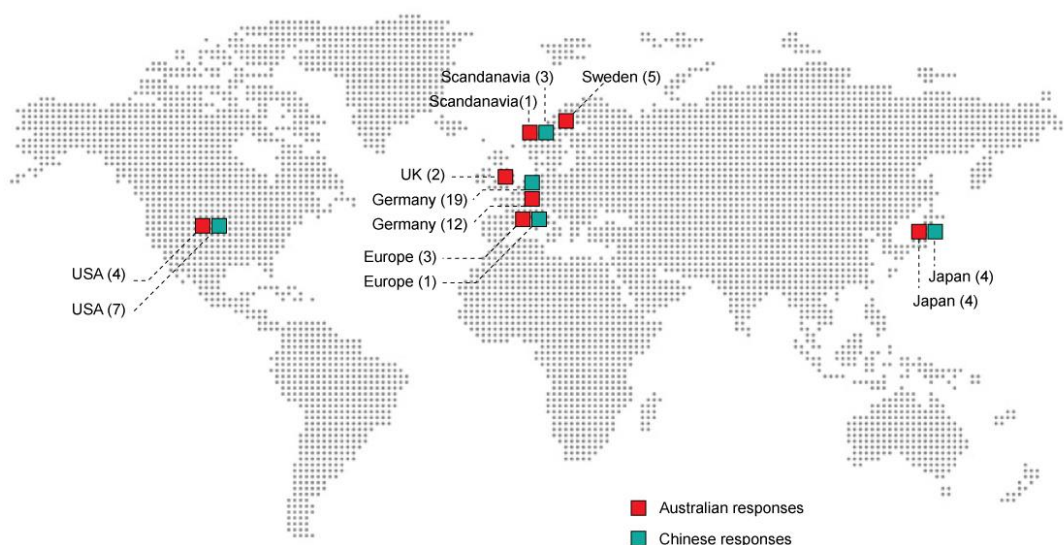 Scandanavia (3)
Sweden (5)
Scandanavia(1)
UK (2)
Germany (19)
Germany (12)
USA (4)
Europe (3)
Europe (1)
Japan (4)
USA (7)
Japan (4)
Australian responses
Chinese responses